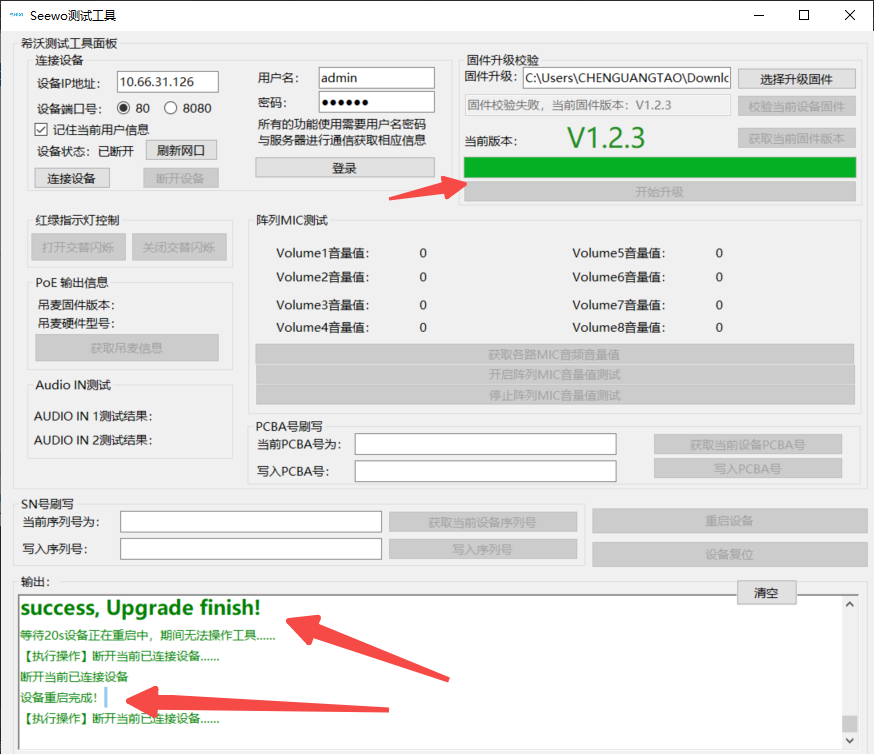 Seewo测试工具
希沃测试工具面板
连接设备
设备IP地址:
10.66.31.126
设备端口号:
80
8080
记住当前用户信息
设备状态: 已断开
刷新网口
连接设备
断开设备
用户名:
admin
密码:
●●●●●●
所有的功能使用需要用户名密码
与服务器进行通信获取相应信息
登录
固件升级校验
固件升级:
C:\Users\CHENGUANGTAO\Downlc
选择升级固件
固件校验失败，当前固件版本: V1.2.3
校验当前设备固件
当前版本:
V1.2.3
获取当前固件版本
开始升级
红绿指示灯控制
打开交替闪烁
关闭交替闪烁
PoE 输出信息
吊麦固件版本:
吊麦硬件型号:
获取吊麦信息
Audio IN测试
AUDIO IN 1测试结果:
AUDIO IN 2测试结果:
阵列MIC测试
Volume1音量值: 0
Volume5音量值: 0
Volume2音量值: 0
Volume6音量值: 0
Volume3音量值: 0
Volume7音量值: 0
Volume4音量值: 0
Volume8音量值: 0
获取各路MIC音频音量值
开启阵列MIC音量值测试
停止阵列MIC音量值测试
PCBA号刷写
当前PCBA号为:
获取当前设备PCBA号
写入PCBA号:
写入PCBA号
SN号刷写
当前序列号为:
获取当前设备序列号
写入序列号:
写入序列号
重启设备
设备复位
输出:
清空
success, Upgrade finish!
等待20s设备正在重启中，期间无法操作工具......
【执行操作】断开当前已连接设备......
断开当前已连接设备
设备重启完成!
【执行操作】断开当前已连接设备......